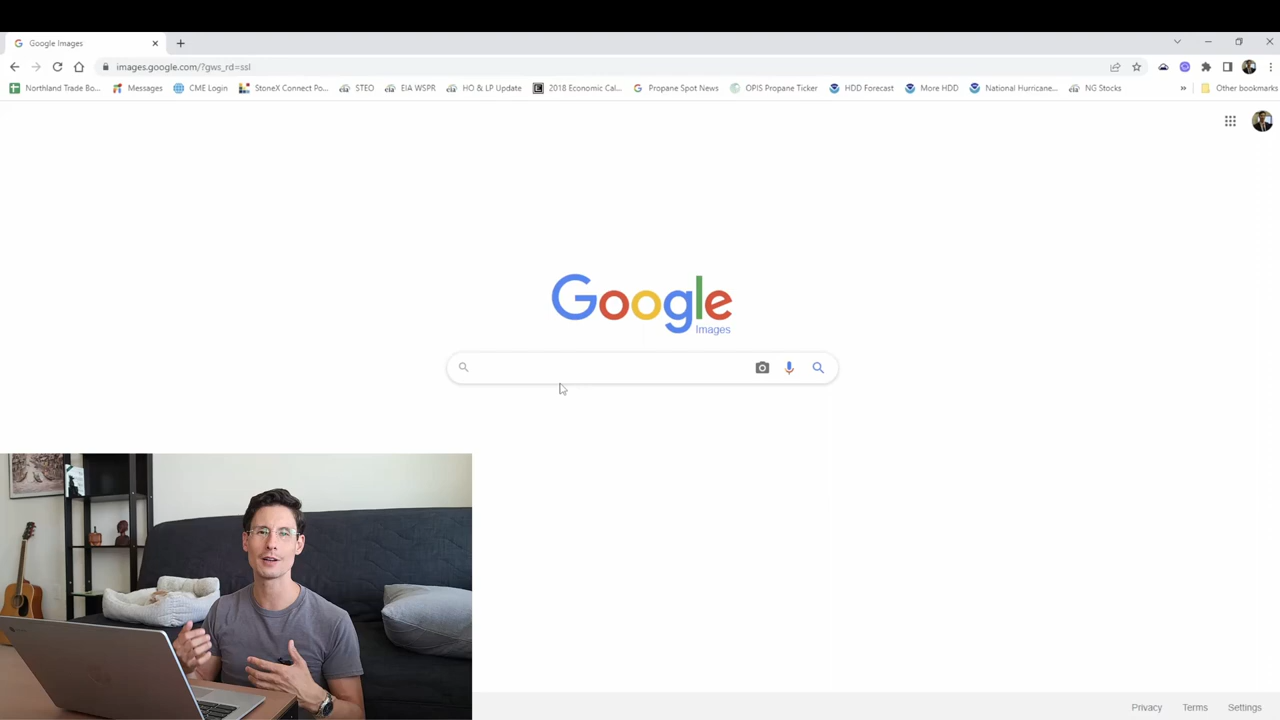 Google Images
images.google.com/?gws_rd=ssl
Northland Trade Bo... Messages CME Login StoneX Connect Po... STEO EIA WSPR HO & LP Update 2018 Economic Cal... Propane Spot News OPIS Propane Ticker HDD Forecast More HDD National Hurricane... NG Stocks » Other bookmarks
Google
Images
Privacy Terms Settings